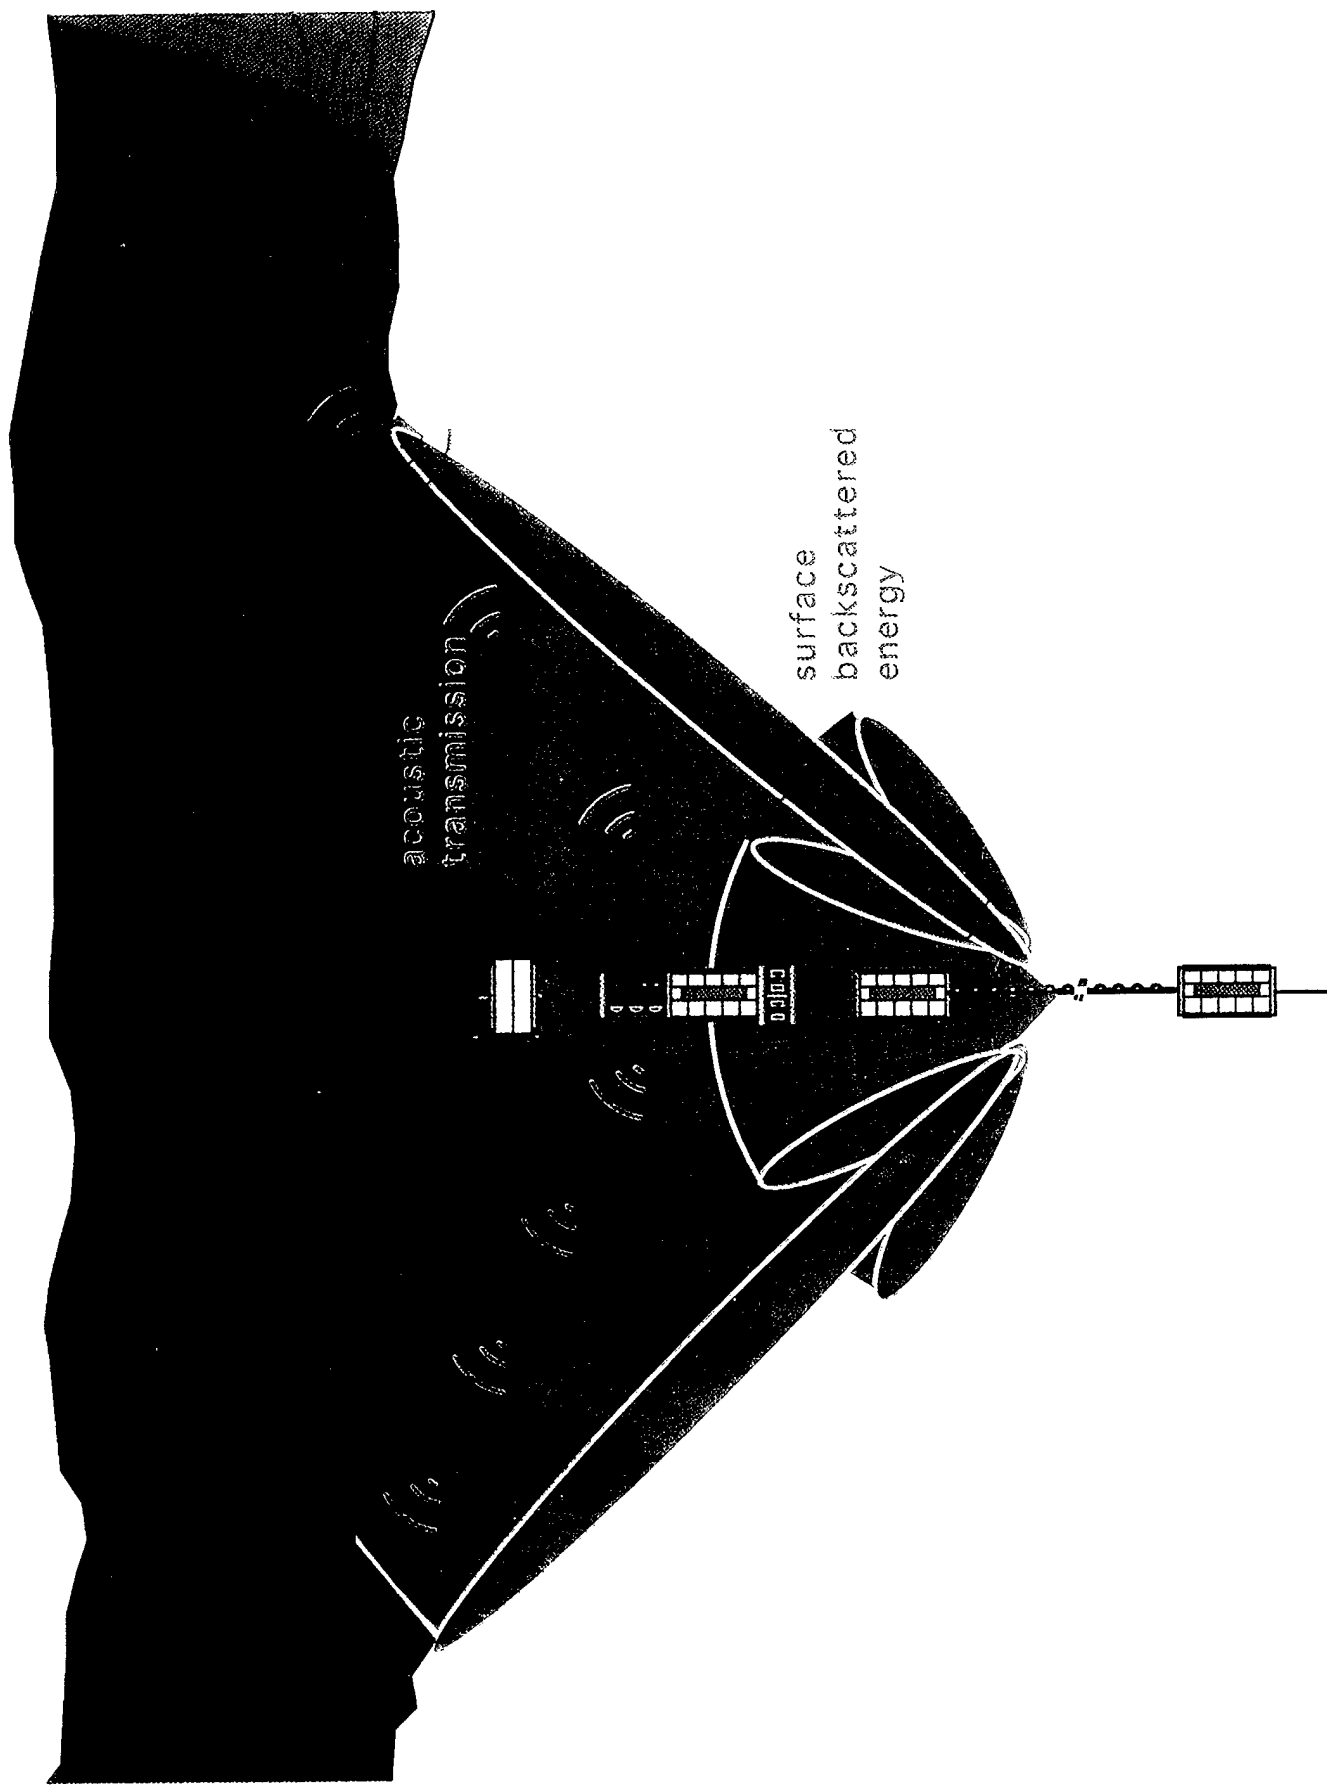 acoustic
transmission
surface
backscattered
energy